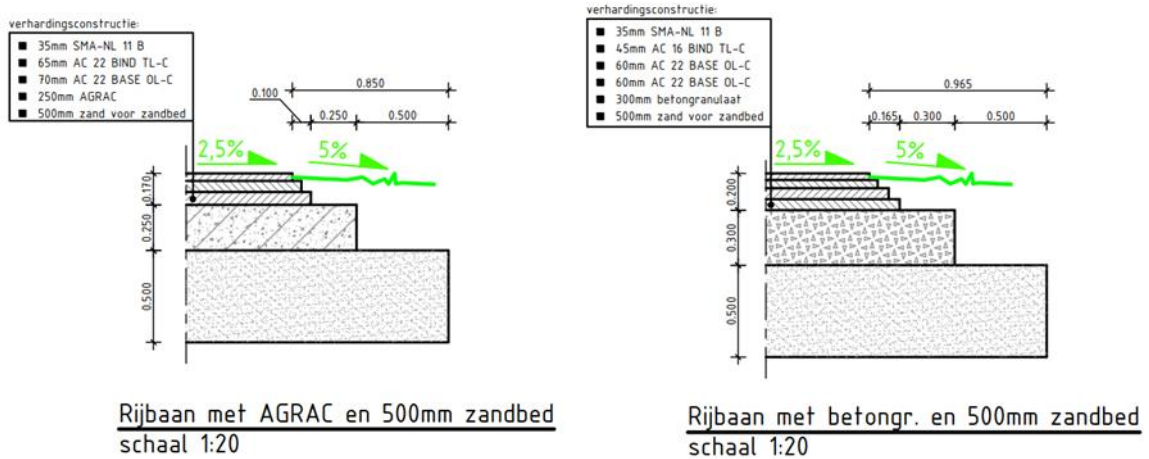 verhardingsconstructie:
■ 35mm SMA-NL 11 B
■ 65mm AC 22 BIND TL-C
■ 70mm AC 22 BASE OL-C
■ 250mm AGRAC
■ 500mm zand voor zandbed
0.850
0.100
0.250
0.500
2,5%
5%
0.170
0.250
0.500
Rijbaan met AGRAC en 500mm zandbed
schaal 1:20
verhardingsconstructie:
■ 35mm SMA-NL 11 B
■ 45mm AC 16 BIND TL-C
■ 60mm AC 22 BASE OL-C
■ 60mm AC 22 BASE OL-C
■ 300mm betongranulaat
■ 500mm zand voor zandbed
0.965
0.165
0.300
0.500
2,5%
5%
0.200
0.300
0.500
Rijbaan met betongr. en 500mm zandbed
schaal 1:20